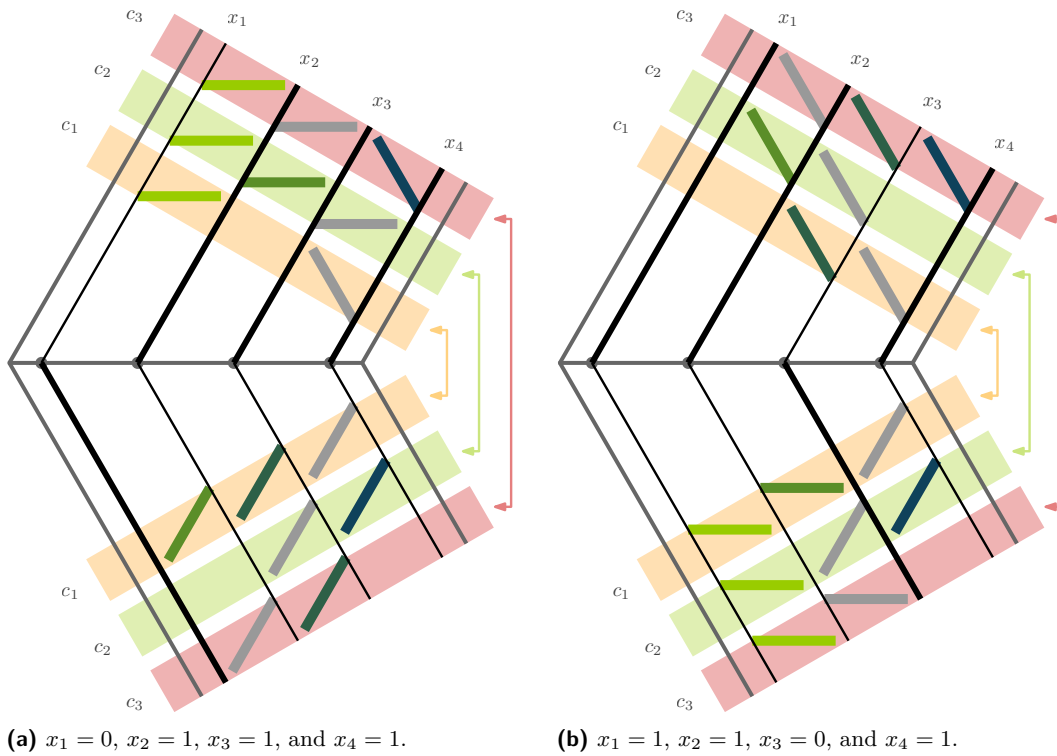 c3 x1
c2 x2
c1 x3
x4
c1
c2
c3
c3 x1
c2 x2
c1 x3
x4
c1
c2
c3
(a) x1 = 0, x2 = 1, x3 = 1, and x4 = 1.
(b) x1 = 1, x2 = 1, x3 = 0, and x4 = 1.